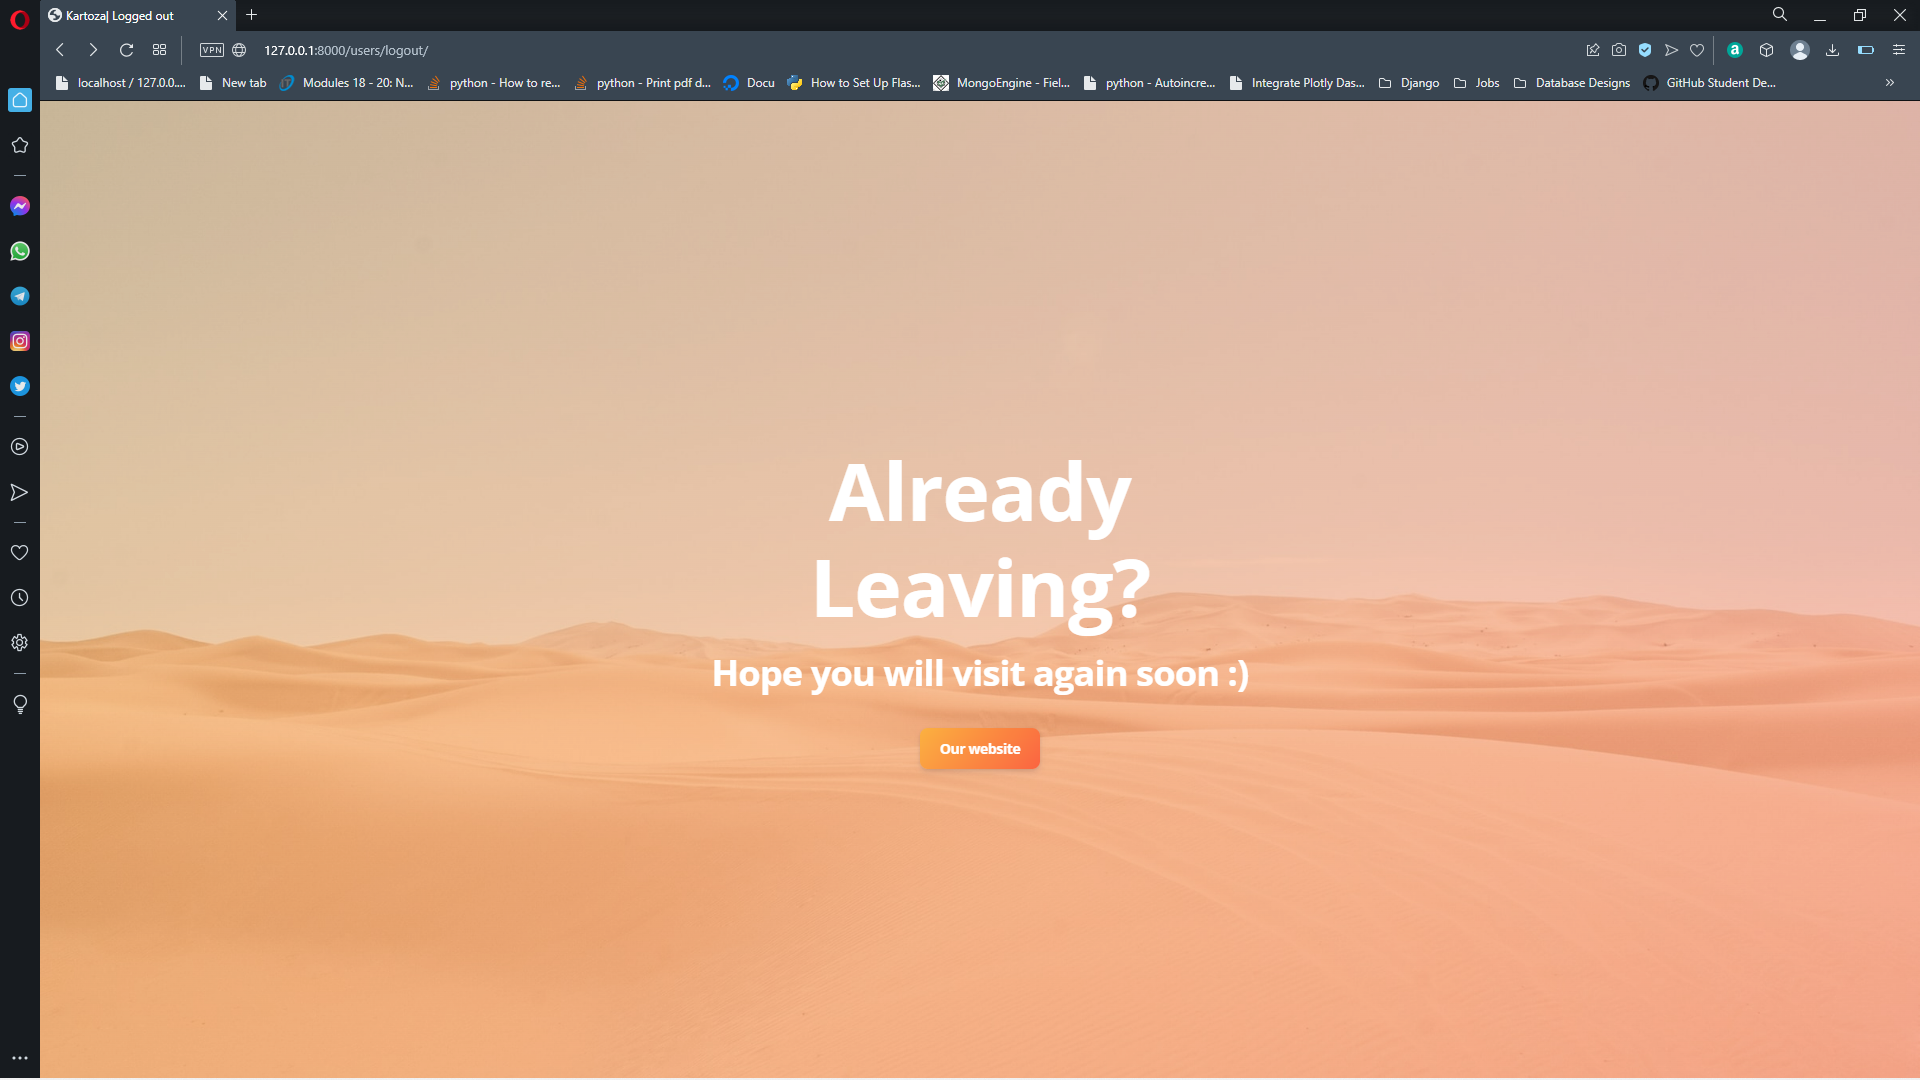 Kartoza| Logged out
VPN
127.0.0.1:8000/users/logout/
localhost / 127.0.0....
New tab
Modules 18 - 20: N...
python - How to re...
python - Print pdf d...
Docu
How to Set Up Flas...
MongoEngine - Fiel...
python - Autoincre...
Integrate Plotly Das...
Django
Jobs
Database Designs
GitHub Student De...
Already
Leaving?
Hope you will visit again soon :)
Our website